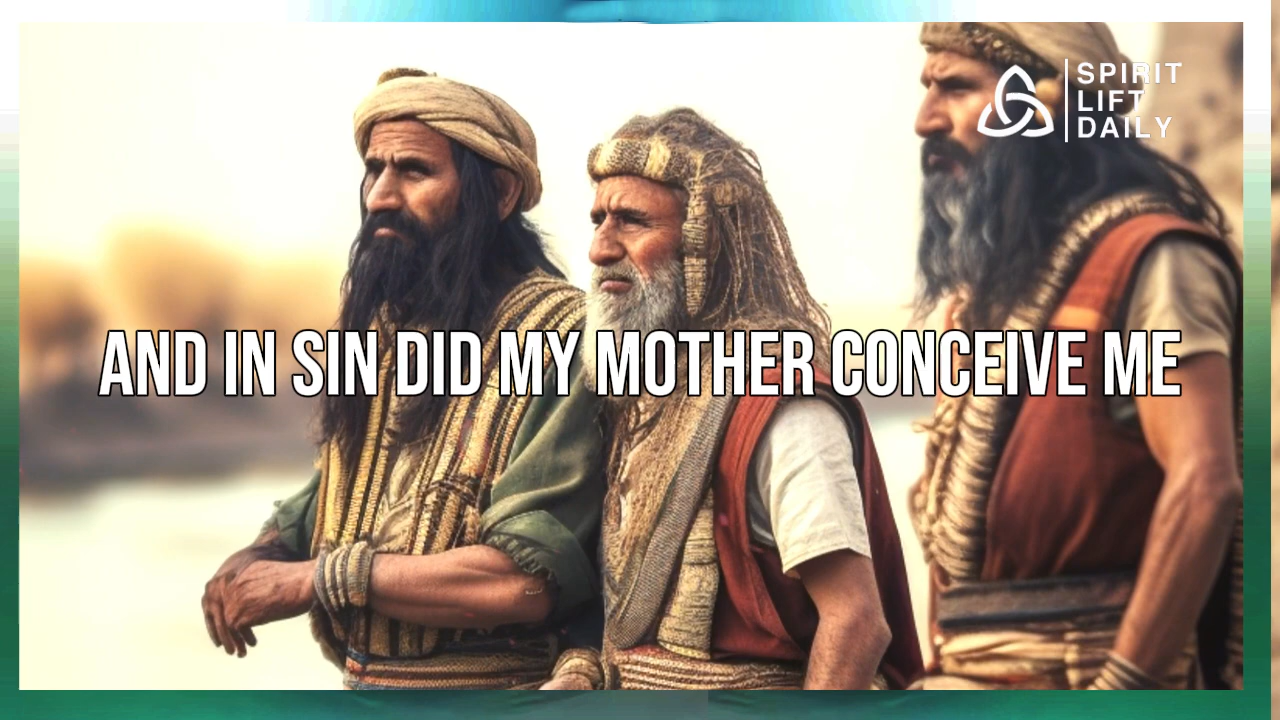 SPIRIT
LIFT
DAILY
AND IN SIN DID MY MOTHER CONCEIVE ME